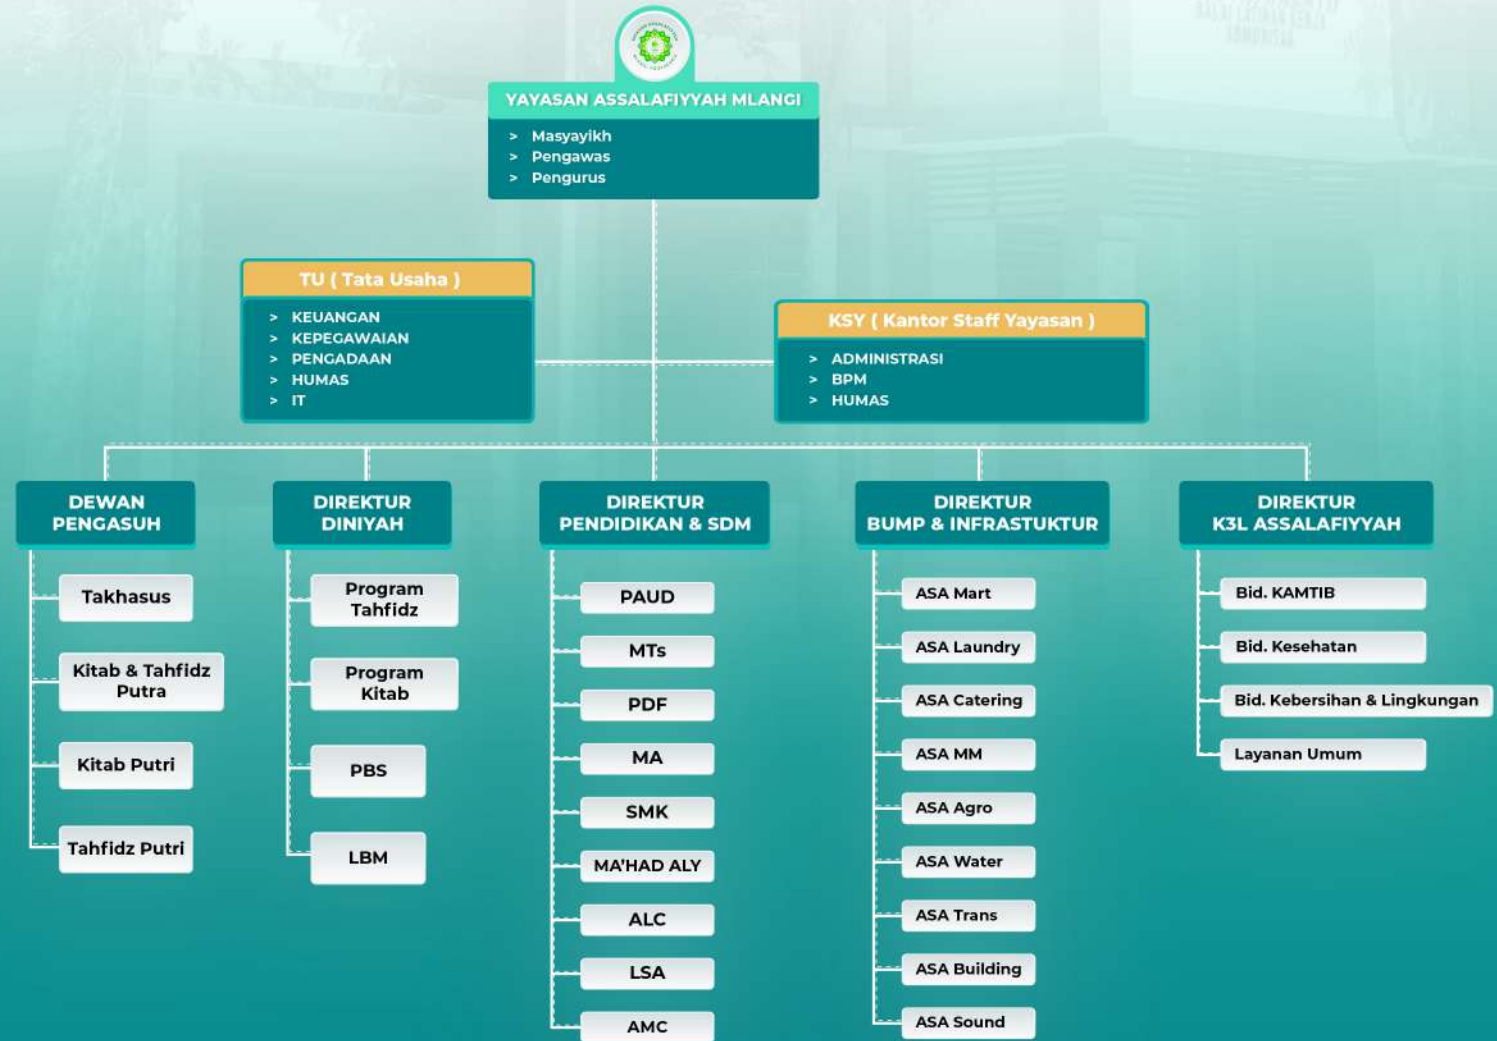 YAYASAN ASSALAFIYYAH MLANGI
> Masyayikh
> Pengawas
> Pengurus
TU ( Tata Usaha )
> KEUANGAN
> KEPEGAWAIAN
> PENGADAAN
> HUMAS
> IT
KSY ( Kantor Staff Yayasan )
> ADMINISTRASI
> BPM
> HUMAS
DEWAN
PENGASUH
Takhasus
Kitab & Tahfidz
Putra
Kitab Putri
Tahfidz Putri
DIREKTUR
DINIYAH
Program
Tahfidz
Program
Kitab
PBS
LBM
DIREKTUR
PENDIDIKAN & SDM
PAUD
MTs
PDF
MA
SMK
MA'HAD ALY
ALC
LSA
AMC
DIREKTUR
BUMP & INFRASTUKTUR
ASA Mart
ASA Laundry
ASA Catering
ASA MM
ASA Agro
ASA Water
ASA Trans
ASA Building
ASA Sound
DIREKTUR
K3L ASSALAFIYYAH
Bid. KAMTIB
Bid. Kesehatan
Bid. Kebersihan & Lingkungan
Layanan Umum